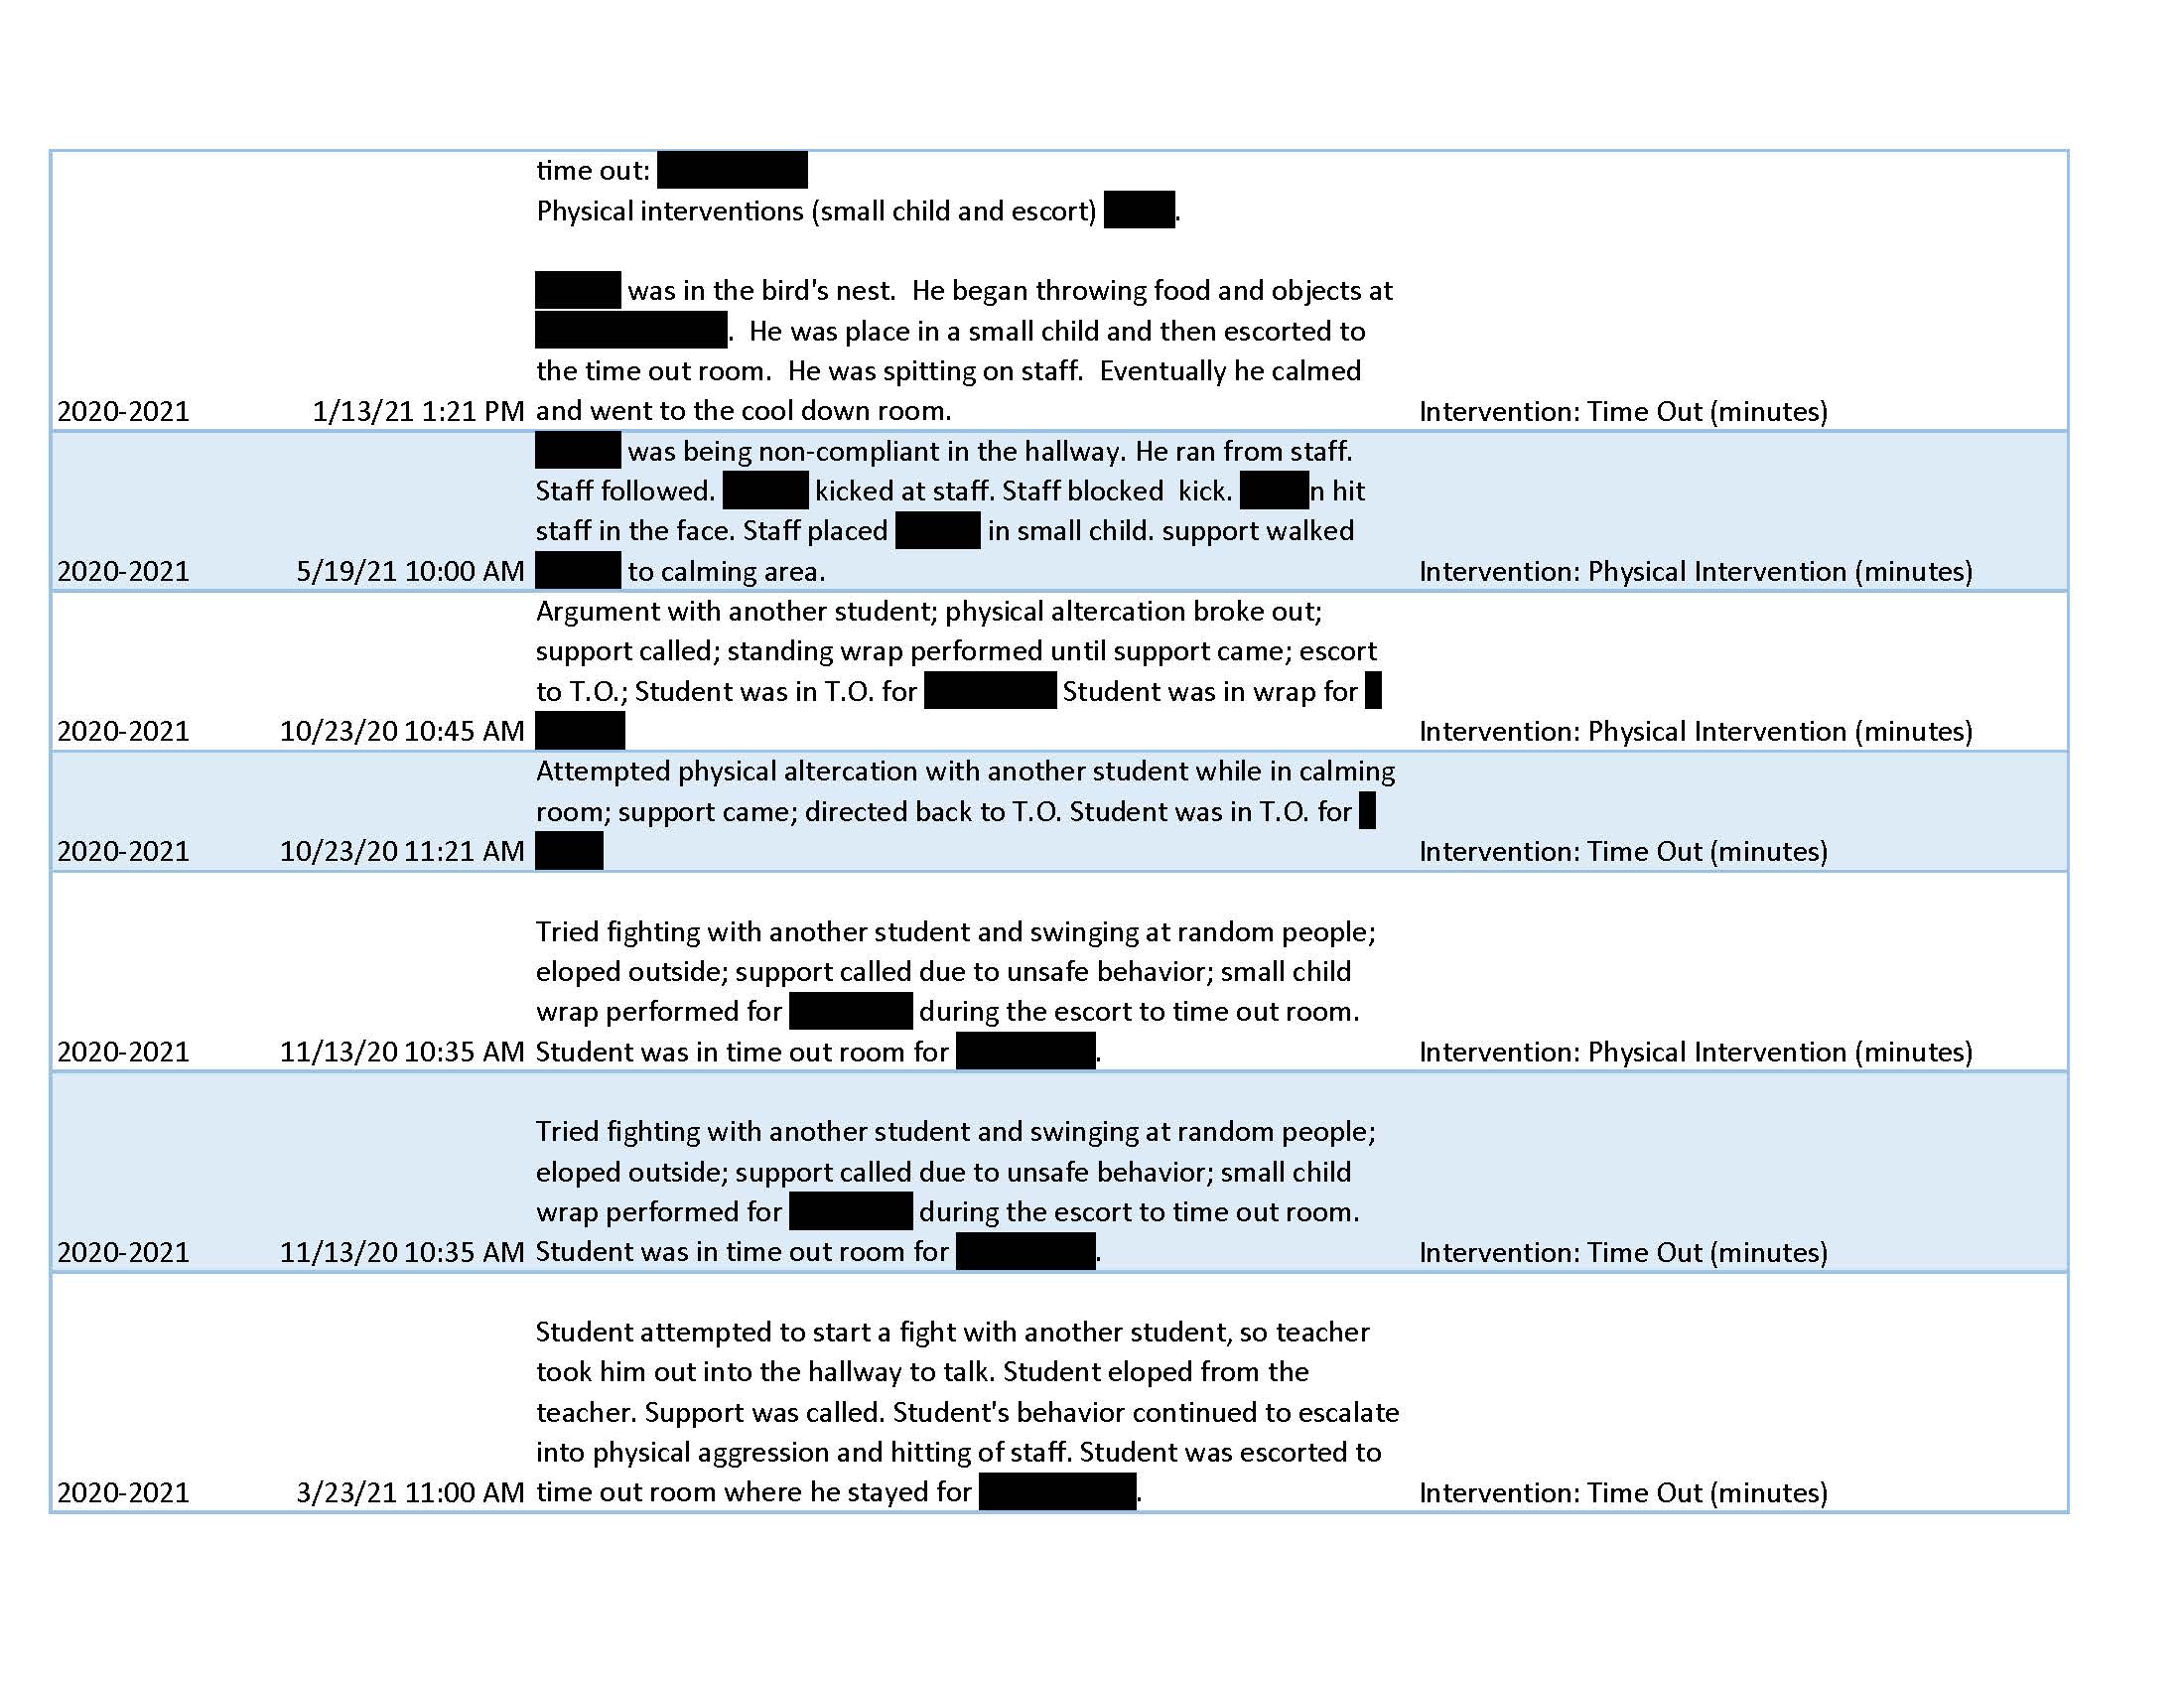 time out:
Physical interventions (small child and escort) .
was in the bird's nest.  He began throwing food and objects at
.  He was place in a small child and then escorted to
the time out room.  He was spitting on staff.  Eventually he calmed
2020-2021 1/13/21 1:21 PM and went to the cool down room. Intervention: Time Out (minutes)
was being non-compliant in the hallway. He ran from staff.
Staff followed. kicked at staff. Staff blocked  kick. n hit
staff in the face. Staff placed in small child. support walked
2020-2021 5/19/21 10:00 AM to calming area. Intervention: Physical Intervention (minutes)
Argument with another student; physical altercation broke out;
support called; standing wrap performed until support came; escort
to T.O.; Student was in T.O. for Student was in wrap for
2020-2021 10/23/20 10:45 AM Intervention: Physical Intervention (minutes)
Attempted physical altercation with another student while in calming
room; support came; directed back to T.O. Student was in T.O. for
2020-2021 10/23/20 11:21 AM Intervention: Time Out (minutes)
Tried fighting with another student and swinging at random people;
eloped outside; support called due to unsafe behavior; small child
wrap performed for during the escort to time out room.
2020-2021 11/13/20 10:35 AM Student was in time out room for . Intervention: Physical Intervention (minutes)
Tried fighting with another student and swinging at random people;
eloped outside; support called due to unsafe behavior; small child
wrap performed for during the escort to time out room.
2020-2021 11/13/20 10:35 AM Student was in time out room for . Intervention: Time Out (minutes)
Student attempted to start a fight with another student, so teacher
took him out into the hallway to talk. Student eloped from the
teacher. Support was called. Student's behavior continued to escalate
into physical aggression and hitting of staff. Student was escorted to
2020-2021 3/23/21 11:00 AM time out room where he stayed for . Intervention: Time Out (minutes)